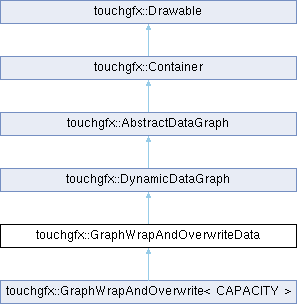 touchgfx::Drawable
touchgfx::Container
touchgfx::AbstractDataGraph
touchgfx::DynamicDataGraph
touchgfx::GraphWrapAndOverwriteData
touchgfx::GraphWrapAndOverwrite< CAPACITY >